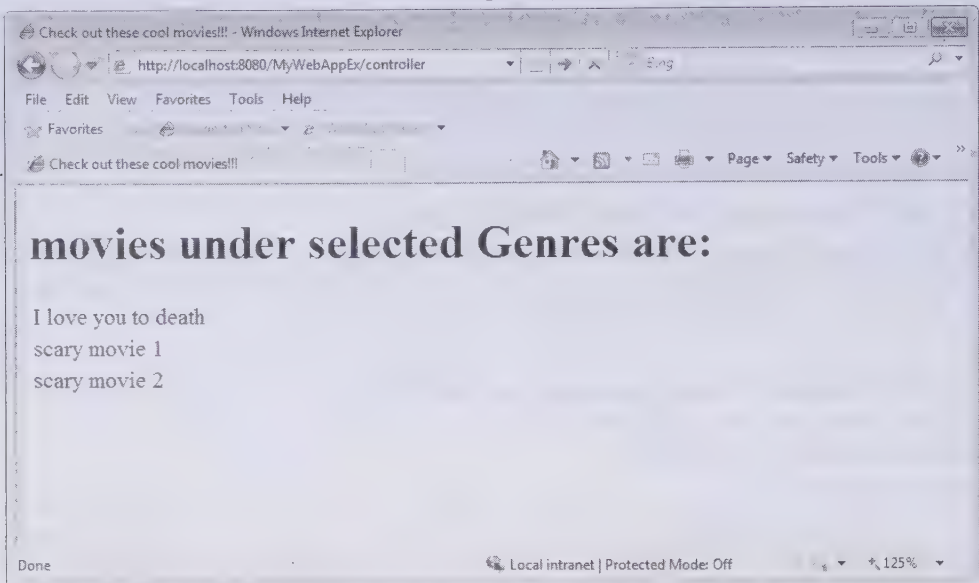 Check out these cool movies!!! - Windows Internet Explorer
http://localhost:8080/MyWebAppEx/controller
File Edit View Favorites Tools Help
Favorites
Check out these cool movies!!! Page Safety Tools
movies under selected Genres are:
I love you to death
scary movie 1
scary movie 2
Done Local intranet | Protected Mode: Off 125%